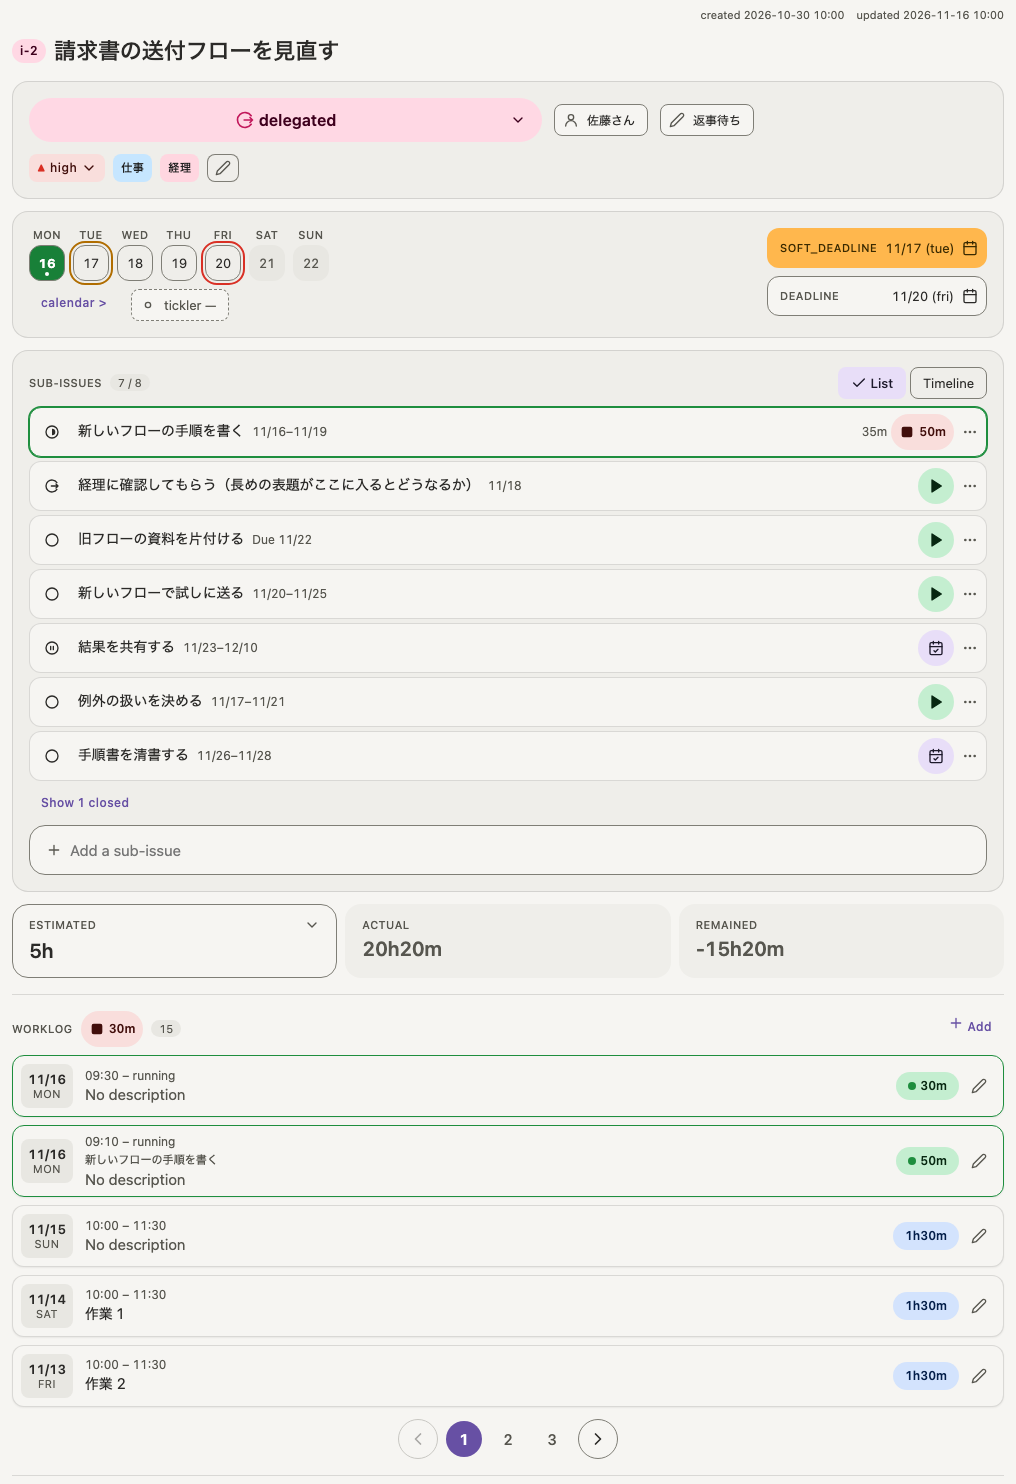 created 2026-10-30 10:00 updated 2026-11-16 10:00
i-2 請求書の送付フローを見直す
delegated 佐藤さん 返事待ち
high 仕事 経理
MON TUE WED THU FRI SAT SUN
16 17 18 19 20 21 22
calendar > tickler —
SOFT_DEADLINE 11/17 (tue)
DEADLINE 11/20 (fri)
SUB-ISSUES 7 / 8 List Timeline
新しいフローの手順を書く 11/16–11/19 35m 50m
経理に確認してもらう（長めの表題がここに入るとどうなるか） 11/18
旧フローの資料を片付ける Due 11/22
新しいフローで試しに送る 11/20–11/25
結果を共有する 11/23–12/10
例外の扱いを決める 11/17–11/21
手順書を清書する 11/26–11/28
Show 1 closed
Add a sub-issue
ESTIMATED
5h
ACTUAL
20h20m
REMAINED
-15h20m
WORKLOG 30m 15 Add
11/16 MON
09:30 – running
No description
30m
11/16 MON
09:10 – running
新しいフローの手順を書く
No description
50m
11/15 SUN
10:00 – 11:30
No description
1h30m
11/14 SAT
10:00 – 11:30
作業 1
1h30m
11/13 FRI
10:00 – 11:30
作業 2
1h30m
1 2 3